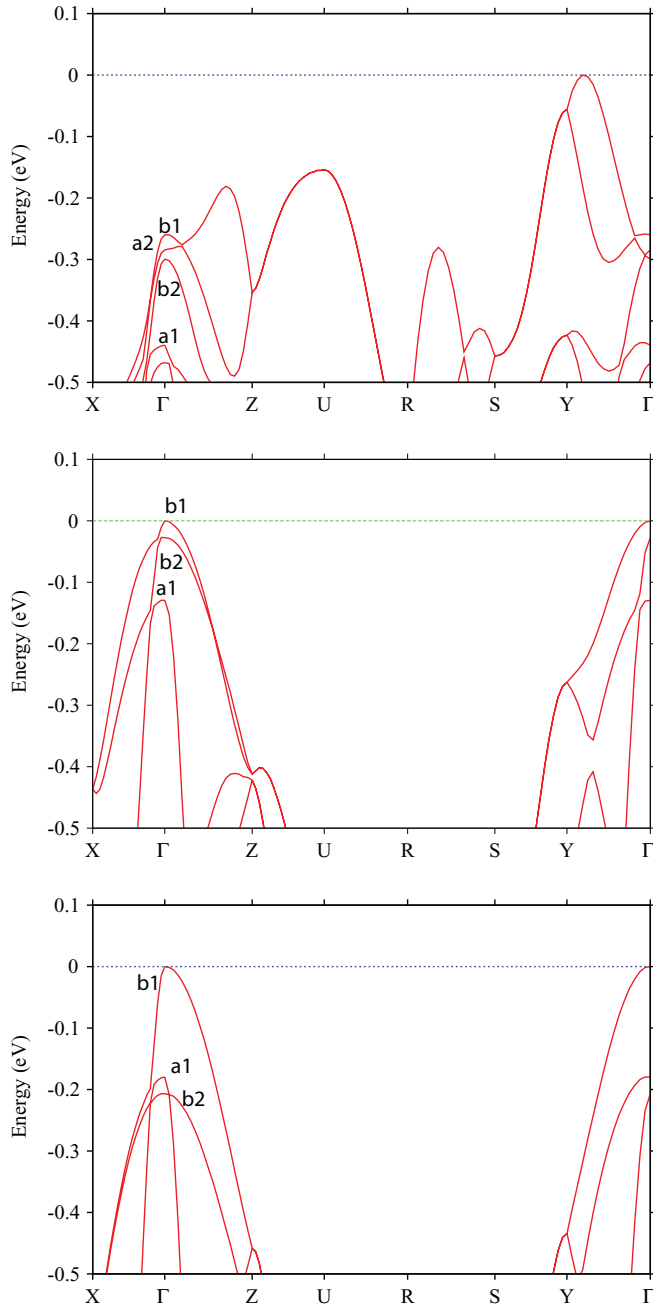 0.1
0
-0.1
-0.2
-0.3
-0.4
-0.5
Energy (eV)
b1
a2
b2
a1
X Γ Z U R S Y Γ
0.1
0
-0.1
-0.2
-0.3
-0.4
-0.5
Energy (eV)
b1
b2
a1
X Γ Z U R S Y Γ
0.1
0
-0.1
-0.2
-0.3
-0.4
-0.5
Energy (eV)
b1
a1
b2
X Γ Z U R S Y Γ